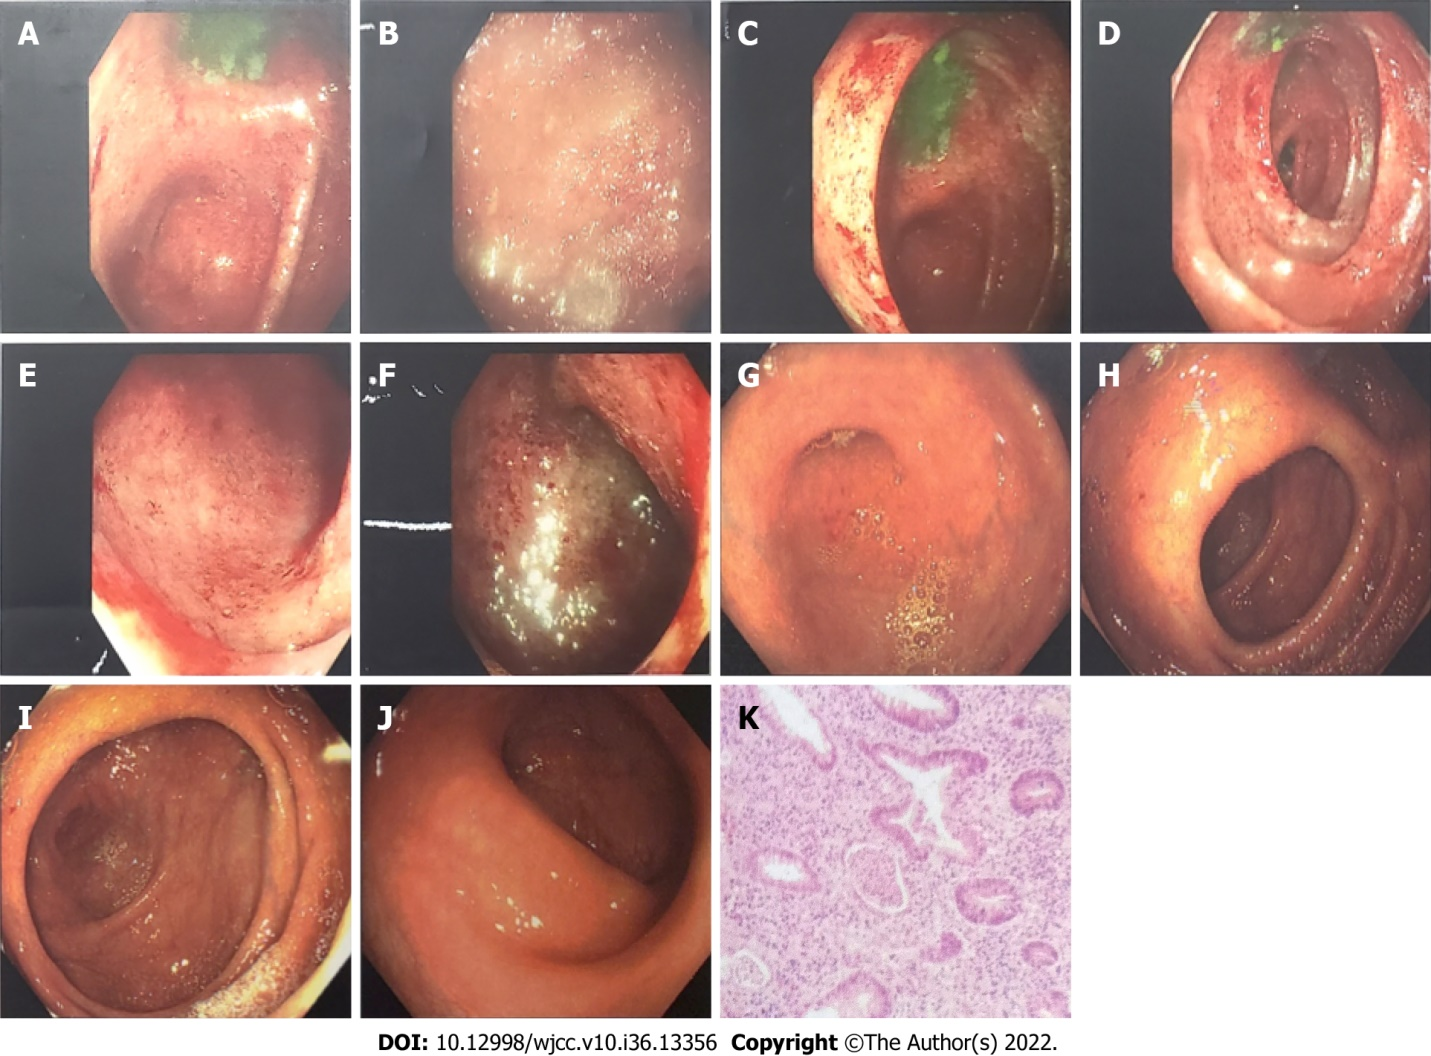 A
B
C
D
E
F
G
H
I
J
K
DOI: 10.12998/wjcc.v10.i36.13356 Copyright ©The Author(s) 2022.